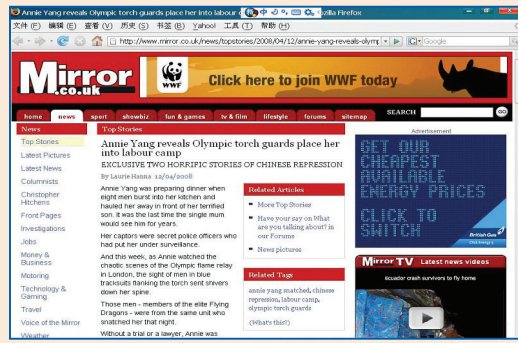 Annie Yang reveals Olympic torch guards place her into labour
Mozilla Firefox
文件(F) 编辑(E) 查看(V) 历史(S) 书签(B) Yahoo! 工具(T) 帮助(H)
http://www.mirror.co.uk/news/topstories/2008/04/12/annie-yang-reveals-olymp
Google
Mirror
.co.uk
WWF
Click here to join WWF today
home news sport showbiz fun & games tv & film lifestyle forums sitemap SEARCH GO
News
Top Stories
Latest Pictures
Latest News
Columnists
Christopher
Hitchens
Front Pages
Investigations
Jobs
Money &
Business
Motoring
Technology &
Gaming
Travel
Voice of the Mirror
Weather
Top Stories
Annie Yang reveals Olympic torch guards place her
into labour camp
EXCLUSIVE TWO HORRIFIC STORIES OF CHINESE REPRESSION
By Laurie Hanna 12/04/2008
Annie Yang was preparing dinner when
eight men burst into her kitchen and
hauled her away in front of her terrified
son. It was the last time the single mum
would see him for years.
Her captors were secret police officers who
had put her under surveillance.
And this week, as Annie watched the
chaotic scenes of the Olympic flame relay
in London, the sight of men in blue
tracksuits flanking the torch sent shivers
down her spine.
Those men - members of the elite Flying
Dragons - were from the same unit who
snatched her that night.
Without a trial or a lawyer, Annie was
Related Articles
More Top Stories
Have your say on What
are you talking about? in
our Forums
News pictures
Related Tags
annie yang snatched, chinese
repression, labour camp,
olympic torch guards
(What's this?)
Advertisement
GET OUR
CHEAPEST
AVAILABLE
ENERGY PRICES
CLICK TO
SWITCH
British Gas
Mirror TV Latest news videos
Ecuador crash survivors to fly home